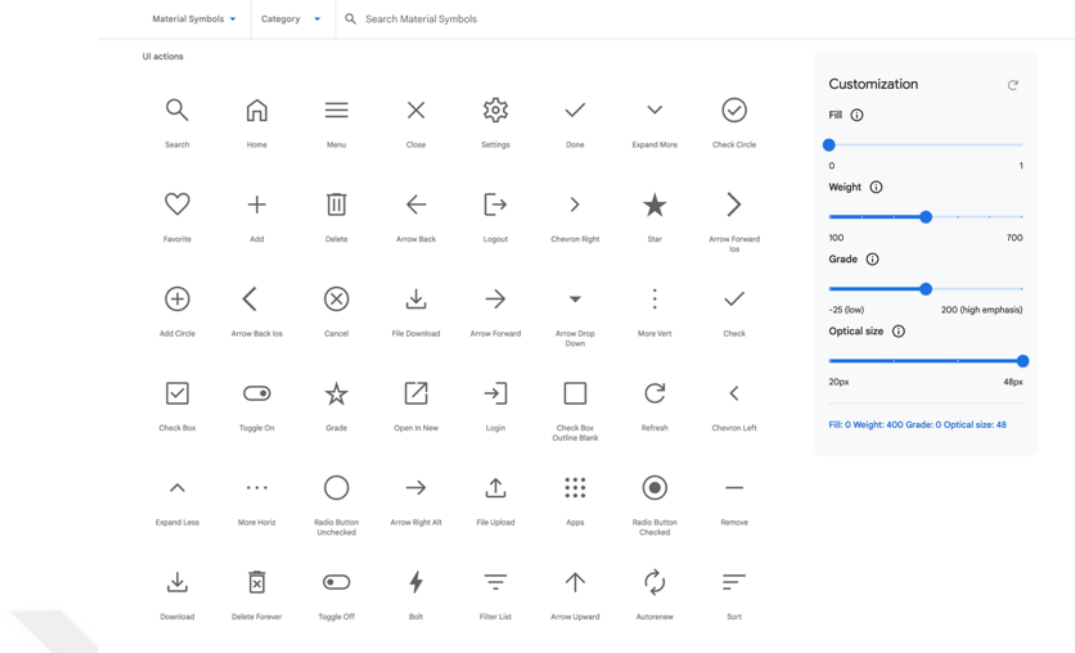 Material Symbols
Category
Search Material Symbols
UI actions
Search
Home
Menu
Close
Settings
Done
Expand More
Check Circle
Favorite
Add
Delete
Arrow Back
Logout
Chevron Right
Star
Arrow Forward
Ios
Add Circle
Arrow Back Ios
Cancel
File Download
Arrow Forward
Arrow Drop
Down
More Vert
Check
Check Box
Toggle On
Grade
Open In New
Login
Check Box
Outline Blank
Refresh
Chevron Left
Expand Less
More Horiz
Radio Button
Unchecked
Arrow Right Alt
File Upload
Apps
Radio Button
Checked
Remove
Download
Delete Forever
Toggle Off
Bolt
Filter List
Arrow Upward
Autorenew
Sort
Customization
Fill
0 1
Weight
100 700
Grade
-25 (low) 200 (high emphasis)
Optical size
20px 48px
Fill: 0 Weight: 400 Grade: 0 Optical size: 48